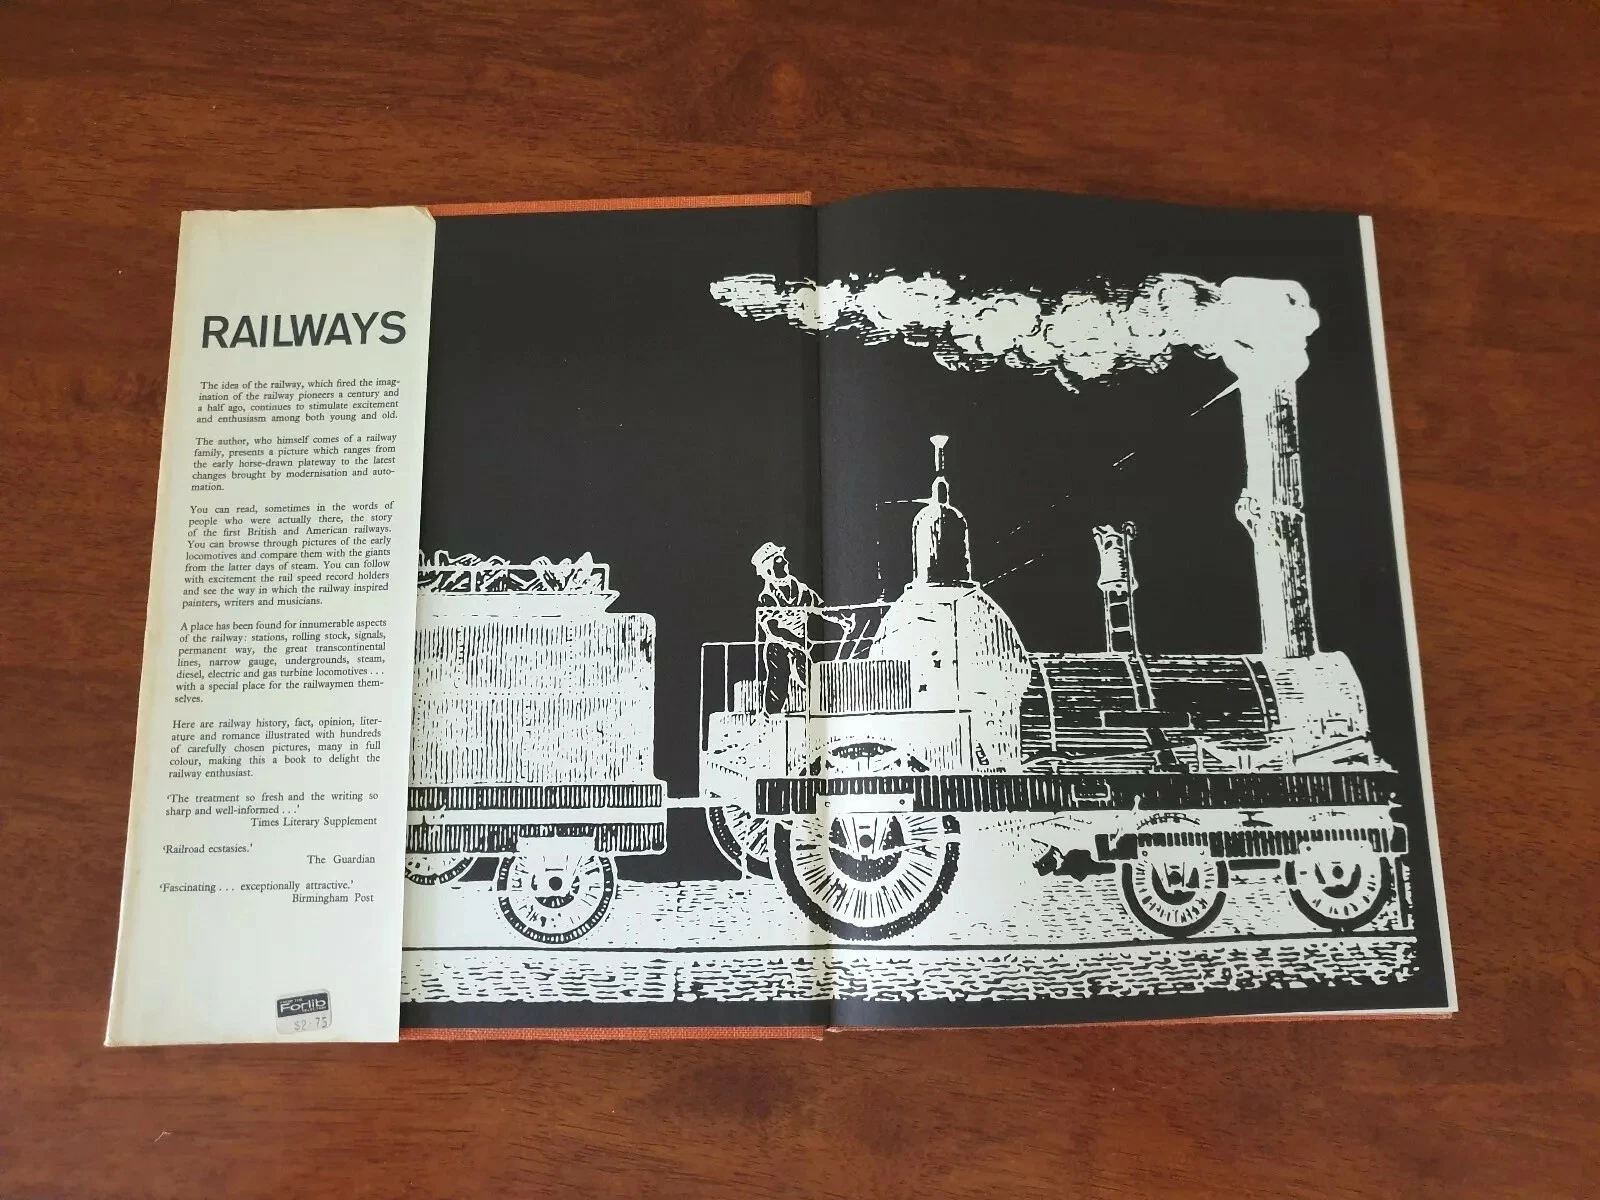 RAILWAYS
The idea of the railway, which fired the imag-
ination of the railway pioneers a century and
a half ago, continues to stimulate excitement
and enthusiasm among both young and old.
The author, who himself comes of a railway
family, presents a picture which ranges from
the early horse-drawn plateway to the latest
changes brought by modernisation and auto-
mation.
You can read, sometimes in the words of
people who were actually there, the story
of the first British and American railways.
You can browse through pictures of the early
locomotives and compare them with the giants
from the latter days of steam. You can follow
with excitement the rail speed record holders
and see the way in which the railway inspired
painters, writers and musicians.
A place has been found for innumerable aspects
of the railway: stations, rolling stock, signals,
permanent way, the great transcontinental
lines, narrow gauge, undergrounds, steam,
diesel, electric and gas turbine locomotives . . .
with a special place for the railwaymen them-
selves.
Here are railway history, fact, opinion, liter-
ature and romance illustrated with hundreds
of carefully chosen pictures, many in full
colour, making this a book to delight the
railway enthusiast.
'The treatment so fresh and the writing so
sharp and well-informed . . .'
Times Literary Supplement
'Railroad ecstasies.'
The Guardian
'Fascinating . . . exceptionally attractive.'
Birmingham Post
FROM THE
Forlib
$2.75